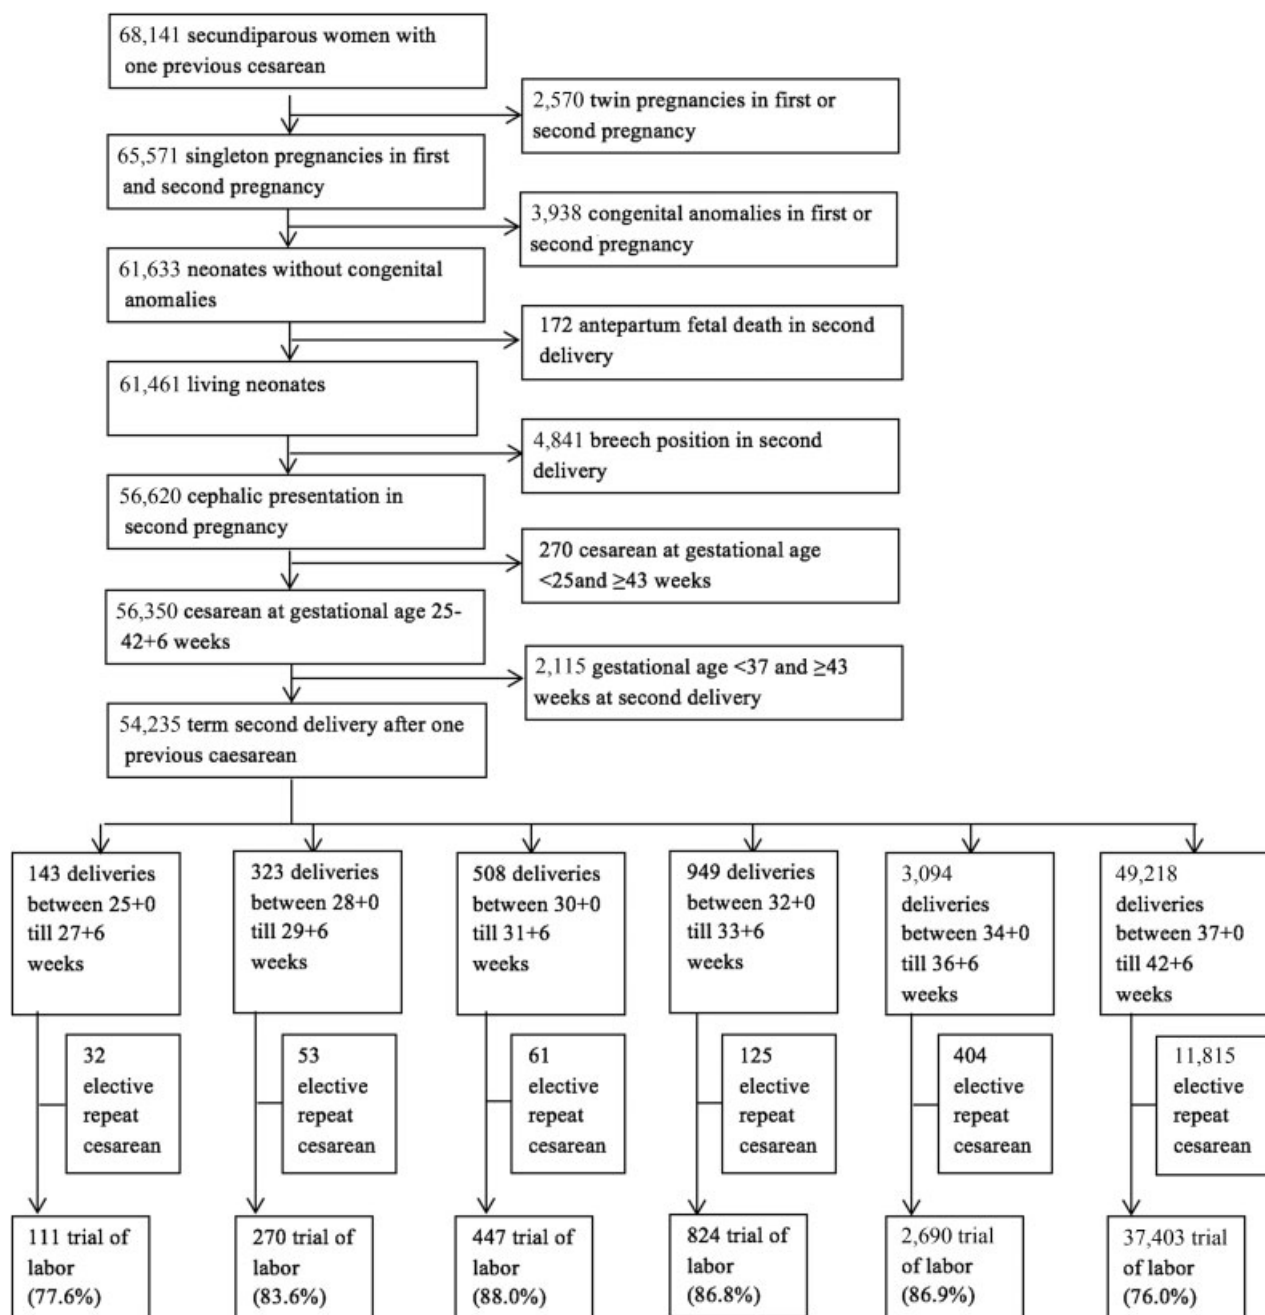 68,141 secundiparous women with
one previous cesarean
2,570 twin pregnancies in first or
second pregnancy
65,571 singleton pregnancies in first
and second pregnancy
3,938 congenital anomalies in first or
second pregnancy
61,633 neonates without congenital
anomalies
172 antepartum fetal death in second
delivery
61,461 living neonates
4,841 breech position in second
delivery
56,620 cephalic presentation in
second pregnancy
270 cesarean at gestational age
<25and ≥43 weeks
56,350 cesarean at gestational age 25-
42+6 weeks
2,115 gestational age <37 and ≥43
weeks at second delivery
54,235 term second delivery after one
previous caesarean
143 deliveries
between 25+0
till 27+6
weeks
323 deliveries
between 28+0
till 29+6
weeks
508 deliveries
between 30+0
till 31+6
weeks
949 deliveries
between 32+0
till 33+6
weeks
3,094
deliveries
between 34+0
till 36+6
weeks
49,218
deliveries
between 37+0
till 42+6
weeks
32
elective
repeat
cesarean
53
elective
repeat
cesarean
61
elective
repeat
cesarean
125
elective
repeat
cesarean
404
elective
repeat
cesarean
11,815
elective
repeat
cesarean
111 trial of
labor
(77.6%)
270 trial of
labor
(83.6%)
447 trial of
labor
(88.0%)
824 trial of
labor
(86.8%)
2,690 trial
of labor
(86.9%)
37,403 trial
of labor
(76.0%)